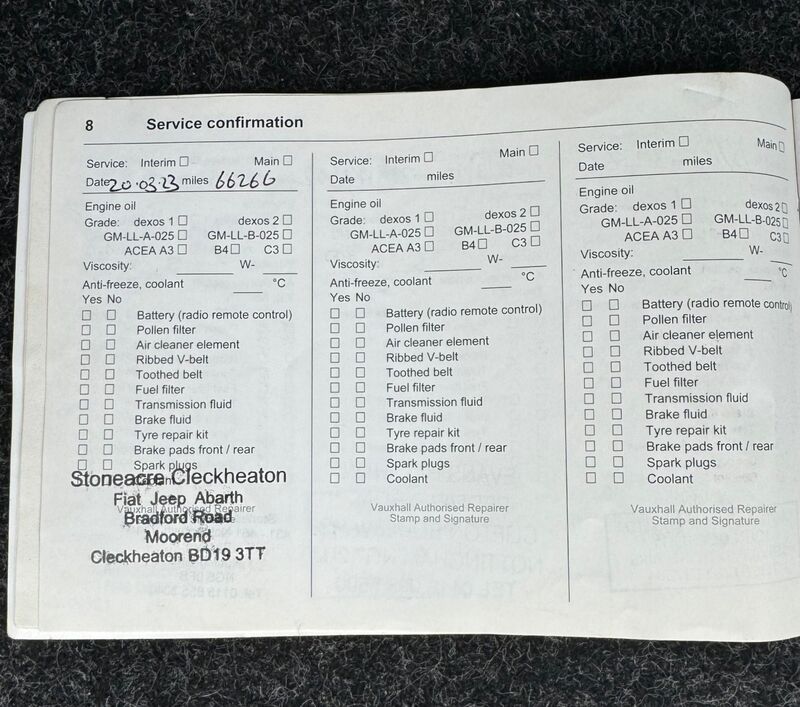 8 Service confirmation
Service: Interim ☐ Main ☐
Date 20.03.23 miles 66266
Engine oil
Grade: dexos 1 ☐ dexos 2 ☐
GM-LL-A-025 ☐ GM-LL-B-025 ☐
ACEA A3 ☐ B4 ☐ C3 ☐
Viscosity: ______ W- ____
Anti-freeze, coolant ____ °C
Yes No
☐ ☐ Battery (radio remote control)
☐ ☐ Pollen filter
☐ ☐ Air cleaner element
☐ ☐ Ribbed V-belt
☐ ☐ Toothed belt
☐ ☐ Fuel filter
☐ ☐ Transmission fluid
☐ ☐ Brake fluid
☐ ☐ Tyre repair kit
☐ ☐ Brake pads front / rear
☐ ☐ Spark plugs
Stoneacre Cleckheaton
Fiat Jeep Abarth
Vauxhall Authorised Repairer
Bradford Road
Moorend
Cleckheaton BD19 3TT
Service: Interim ☐ Main ☐
Date miles
Engine oil
Grade: dexos 1 ☐ dexos 2 ☐
GM-LL-A-025 ☐ GM-LL-B-025 ☐
ACEA A3 ☐ B4 ☐ C3 ☐
Viscosity: ______ W- ____
Anti-freeze, coolant ____ °C
Yes No
☐ ☐ Battery (radio remote control)
☐ ☐ Pollen filter
☐ ☐ Air cleaner element
☐ ☐ Ribbed V-belt
☐ ☐ Toothed belt
☐ ☐ Fuel filter
☐ ☐ Transmission fluid
☐ ☐ Brake fluid
☐ ☐ Tyre repair kit
☐ ☐ Brake pads front / rear
☐ ☐ Spark plugs
☐ ☐ Coolant
Vauxhall Authorised Repairer
Stamp and Signature
Service: Interim ☐ Main ☐
Date miles
Engine oil
Grade: dexos 1 ☐ dexos 2 ☐
GM-LL-A-025 ☐ GM-LL-B-025 ☐
ACEA A3 ☐ B4 ☐ C3 ☐
Viscosity: ______ W- ____
Anti-freeze, coolant ____ °C
Yes No
☐ ☐ Battery (radio remote control)
☐ ☐ Pollen filter
☐ ☐ Air cleaner element
☐ ☐ Ribbed V-belt
☐ ☐ Toothed belt
☐ ☐ Fuel filter
☐ ☐ Transmission fluid
☐ ☐ Brake fluid
☐ ☐ Tyre repair kit
☐ ☐ Brake pads front / rear
☐ ☐ Spark plugs
☐ ☐ Coolant
Vauxhall Authorised Repairer
Stamp and Signature